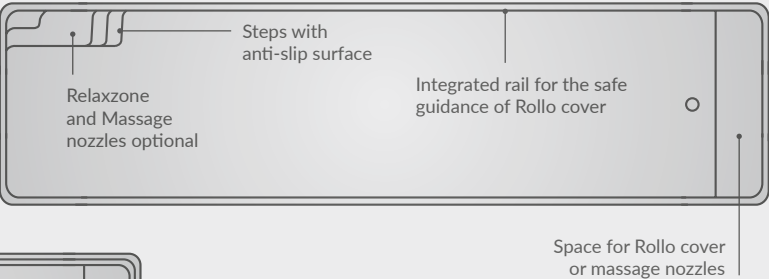 Steps with
anti-slip surface
Integrated rail for the safe
guidance of Rollo cover
Relaxzone
and Massage
nozzles optional
Space for Rollo cover
or massage nozzles